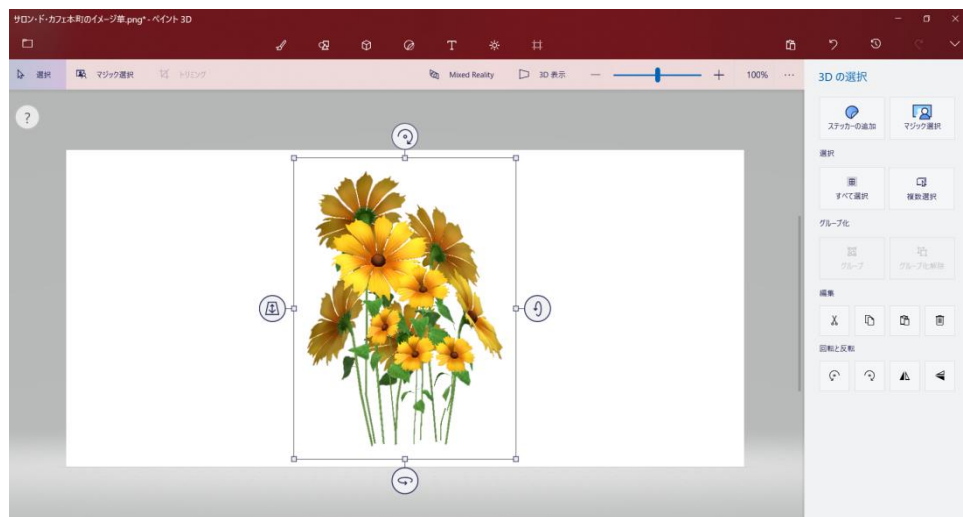 サロン・ド・カフェ本町のイメージ華.png* - ペイント 3D
選択
マジック選択
トリミング
Mixed Reality
3D 表示
100%
3D の選択
ステッカーの追加
マジック選択
選択
すべて選択
複数選択
グループ化
グループ
グループ化解除
編集
回転と反転